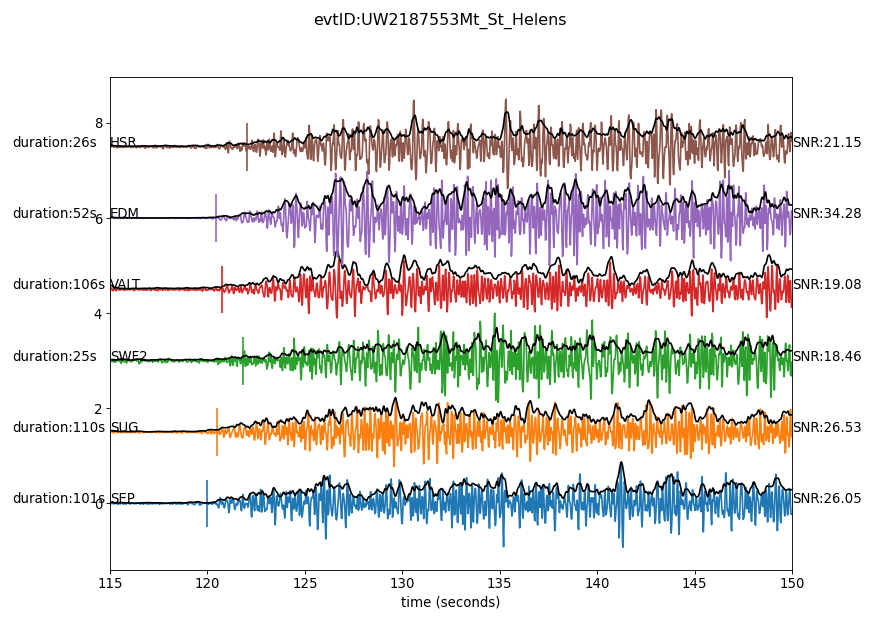 evtID:UW2187553Mt_St_Helens
8
duration:26s HSR SNR:21.15
duration:52s EDM SNR:34.28
6
duration:106s VALT SNR:19.08
4
duration:25s SWF2 SNR:18.46
2
duration:110s SUG SNR:26.53
duration:101s SEP SNR:26.05
0
115 120 125 130 135 140 145 150
time (seconds)